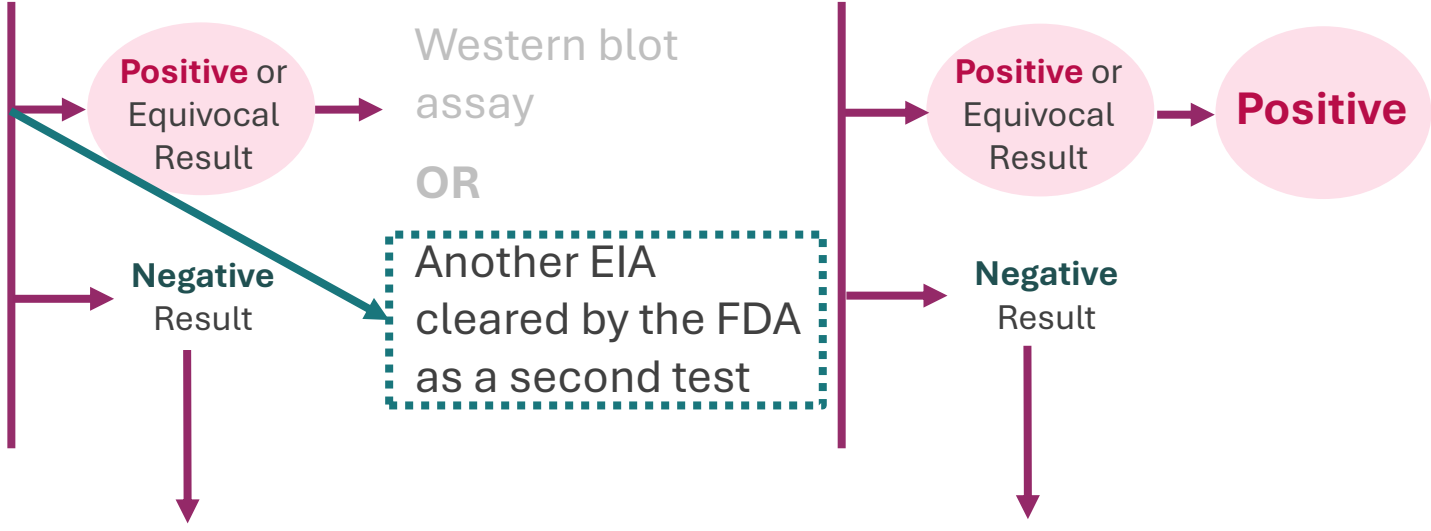 Positive or
Equivocal
Result
Negative
Result
Western blot
assay
OR
Another EIA
cleared by the FDA
as a second test
Positive or
Equivocal
Result
Negative
Result
Positive